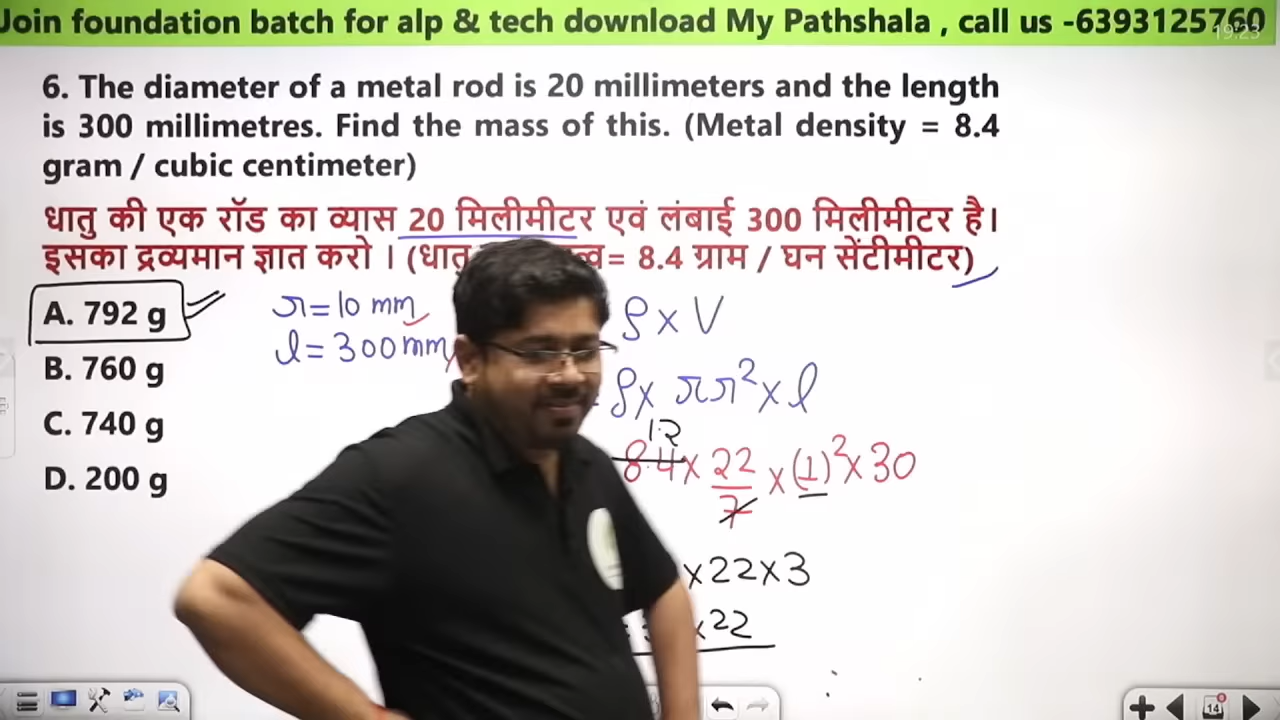 Join foundation batch for alp & tech download My Pathshala , call us -6393125760
19:23
6. The diameter of a metal rod is 20 millimeters and the length
is 300 millimetres. Find the mass of this. (Metal density = 8.4
gram / cubic centimeter)
धातु की एक रॉड का व्यास 20 मिलीमीटर एवं लंबाई 300 मिलीमीटर है।
इसका द्रव्यमान ज्ञात करो । (धातु = 8.4 ग्राम / घन सेंटीमीटर)
A. 792 g
B. 760 g
C. 740 g
D. 200 g
r = 10 mm
l = 300 mm
ρ x V
ρ x πr² x l
1.2
8.4 x 22/7 x (1)² x 30
x 22 x 3
x 22
14